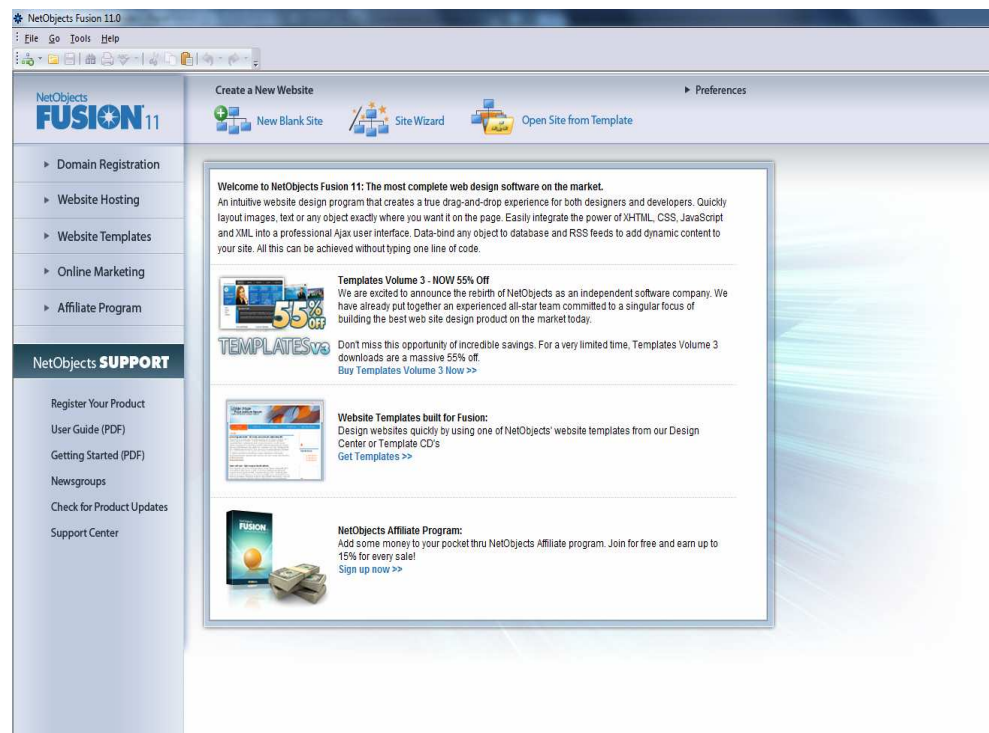 NetObjects Fusion 11.0
File Go Tools Help
NetObjects
FUSION 11
Create a New Website
Preferences
New Blank Site
Site Wizard
Open Site from Template
Domain Registration
Website Hosting
Website Templates
Online Marketing
Affiliate Program
NetObjects SUPPORT
Register Your Product
User Guide (PDF)
Getting Started (PDF)
Newsgroups
Check for Product Updates
Support Center
Welcome to NetObjects Fusion 11: The most complete web design software on the market.
An intuitive website design program that creates a true drag-and-drop experience for both designers and developers. Quickly
layout images, text or any object exactly where you want it on the page. Easily integrate the power of XHTML, CSS, JavaScript
and XML into a professional Ajax user interface. Data-bind any object to database and RSS feeds to add dynamic content to
your site. All this can be achieved without typing one line of code.
55% OFF
TEMPLATESv3
Templates Volume 3 - NOW 55% Off
We are excited to announce the rebirth of NetObjects as an independent software company. We
have already put together an experienced all-star team committed to a singular focus of
building the best web site design product on the market today.
Don't miss this opportunity of incredible savings. For a very limited time, Templates Volume 3
downloads are a massive 55% off.
Buy Templates Volume 3 Now >>
Website Templates built for Fusion:
Design websites quickly by using one of NetObjects' website templates from our Design
Center or Template CD's
Get Templates >>
FUSION
NetObjects Affiliate Program:
Add some money to your pocket thru NetObjects Affiliate program. Join for free and earn up to
15% for every sale!
Sign up now >>